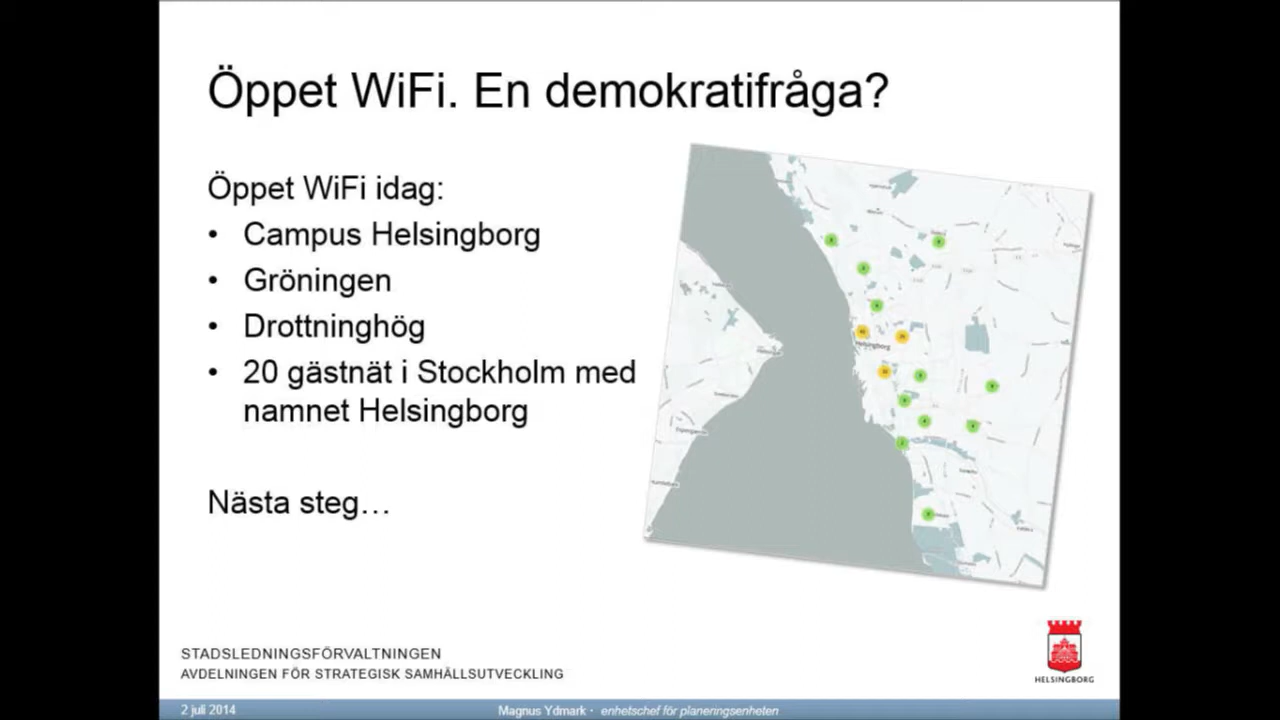 Öppet WiFi. En demokratifråga?
Öppet WiFi idag:
• Campus Helsingborg
• Gröningen
• Drottninghög
• 20 gästnät i Stockholm med
namnet Helsingborg
Nästa steg…
Helsingborg
STADSLEDNINGSFÖRVALTNINGEN
AVDELNINGEN FÖR STRATEGISK SAMHÄLLSUTVECKLING
HELSINGBORG
2 juli 2014
Magnus Ydmark · enhetschef för planeringsenheten